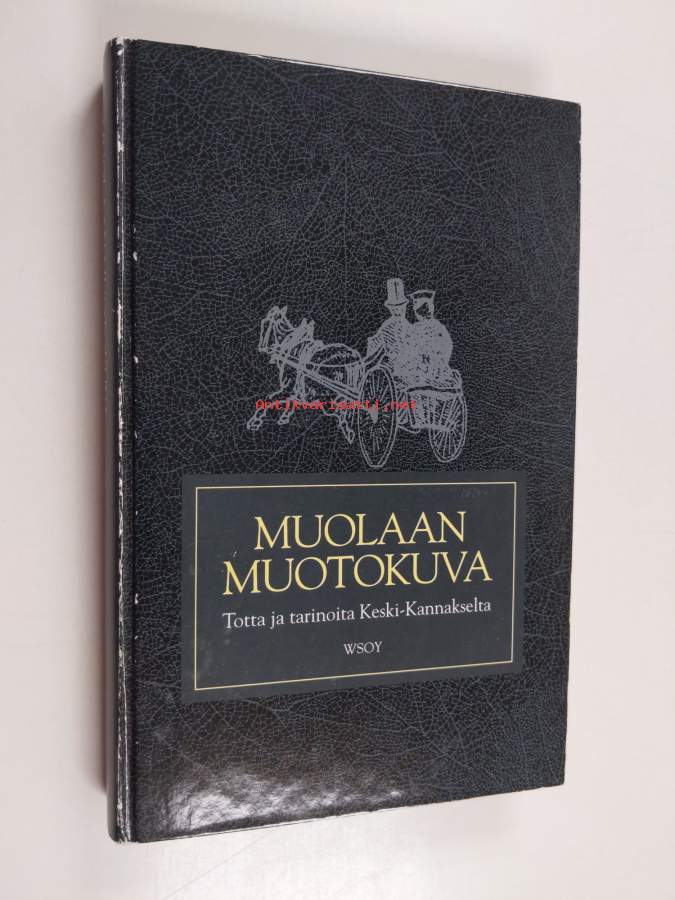 Antikvariaatti.net
MUOLAAN
MUOTOKUVA
Totta ja tarinoita Keski-Kannakselta
WSOY